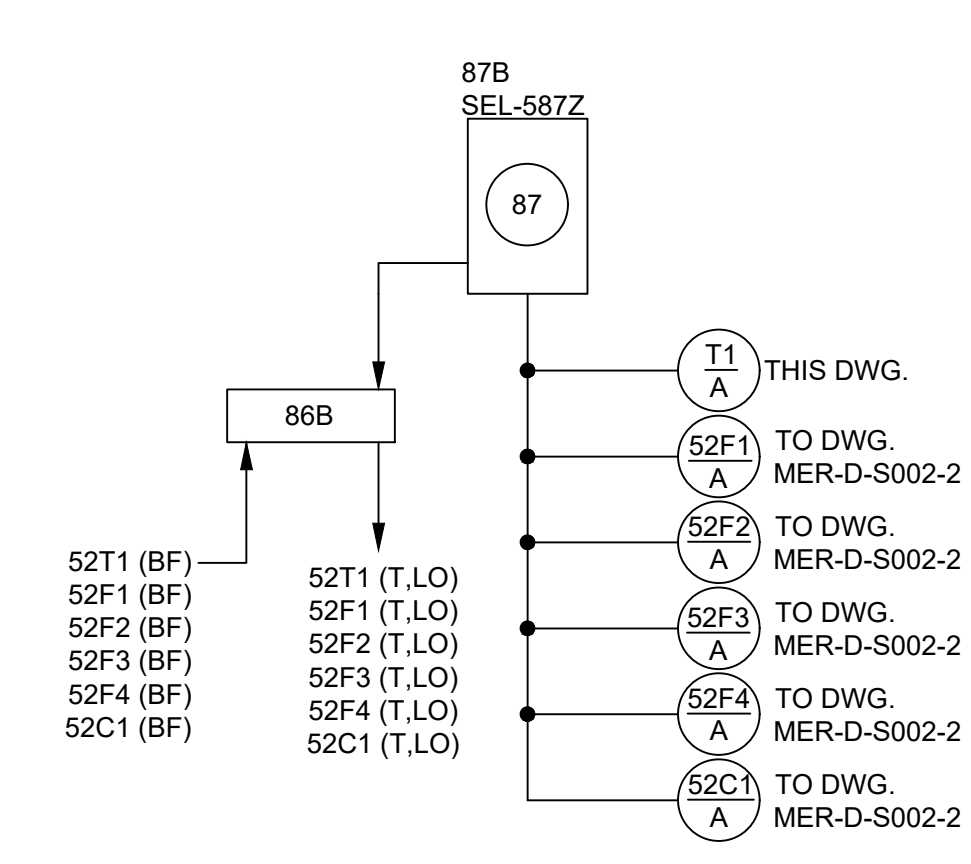 87B
SEL-587Z
87
86B
52T1 (BF)
52F1 (BF)
52F2 (BF)
52F3 (BF)
52F4 (BF)
52C1 (BF)
52T1 (T,LO)
52F1 (T,LO)
52F2 (T,LO)
52F3 (T,LO)
52F4 (T,LO)
52C1 (T,LO)
T1
A
THIS DWG.
52F1
A
TO DWG.
MER-D-S002-2
52F2
A
TO DWG.
MER-D-S002-2
52F3
A
TO DWG.
MER-D-S002-2
52F4
A
TO DWG.
MER-D-S002-2
52C1
A
TO DWG.
MER-D-S002-2